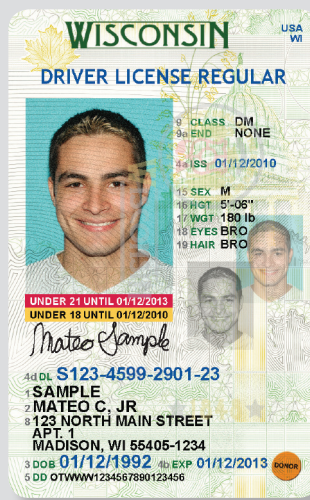 WISCONSIN
USA
WI
DRIVER LICENSE REGULAR
9 CLASS DM
9a END NONE
4a ISS 01/12/2010
15 SEX M
16 HGT 5'-06"
17 WGT 180 lb
18 EYES BRO
19 HAIR BRO
UNDER 21 UNTIL 01/12/2013
UNDER 18 UNTIL 01/12/2010
Mateo Sample
4d DL S123-4599-2901-23
1 SAMPLE
2 MATEO C, JR
8 123 NORTH MAIN STREET
APT. 1
MADISON, WI 55405-1234
3 DOB 01/12/1992 4b EXP 01/12/2013
DONOR
5 DD OTWWW1234567890123456